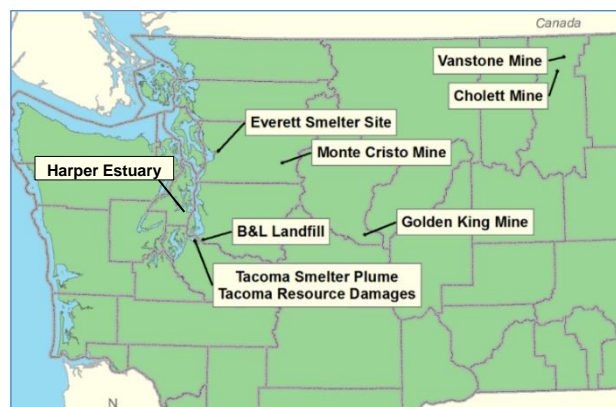 Canada
Vanstone Mine
Cholett Mine
Everett Smelter Site
Monte Cristo Mine
Harper Estuary
Golden King Mine
B&L Landfill
Tacoma Smelter Plume
Tacoma Resource Damages
N